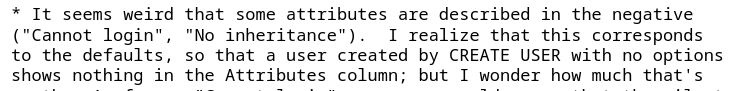 * It seems weird that some attributes are described in the negative
("Cannot login", "No inheritance").  I realize that this corresponds
to the defaults, so that a user created by CREATE USER with no options
shows nothing in the Attributes column; but I wonder how much that's